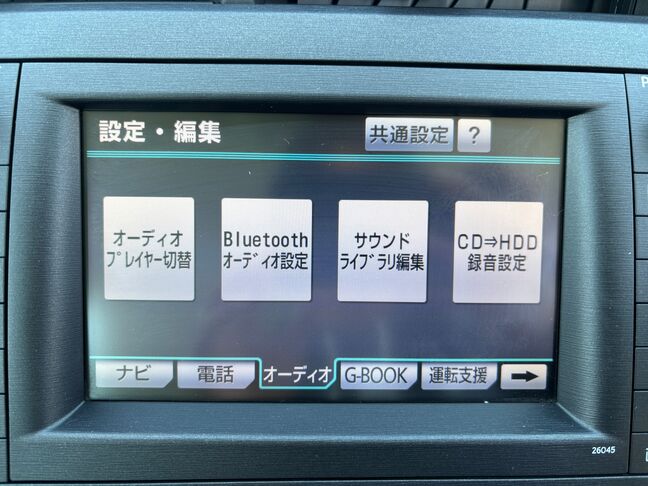 設定・編集
共通設定
?
オーディオ
プレイヤー切替
Bluetooth
オーディオ設定
サウンド
ライブラリ編集
CD⇒HDD
録音設定
ナビ
電話
オーディオ
G-BOOK
運転支援
→
26045